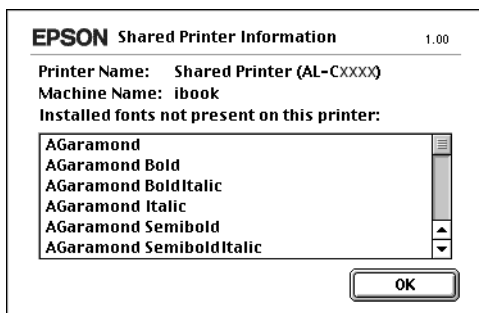 EPSON Shared Printer Information 1.00
Printer Name: Shared Printer (AL-CXXXX)
Machine Name: ibook
Installed fonts not present on this printer:
AGaramond
AGaramond Bold
AGaramond BoldItalic
AGaramond Italic
AGaramond Semibold
AGaramond SemiboldItalic
OK